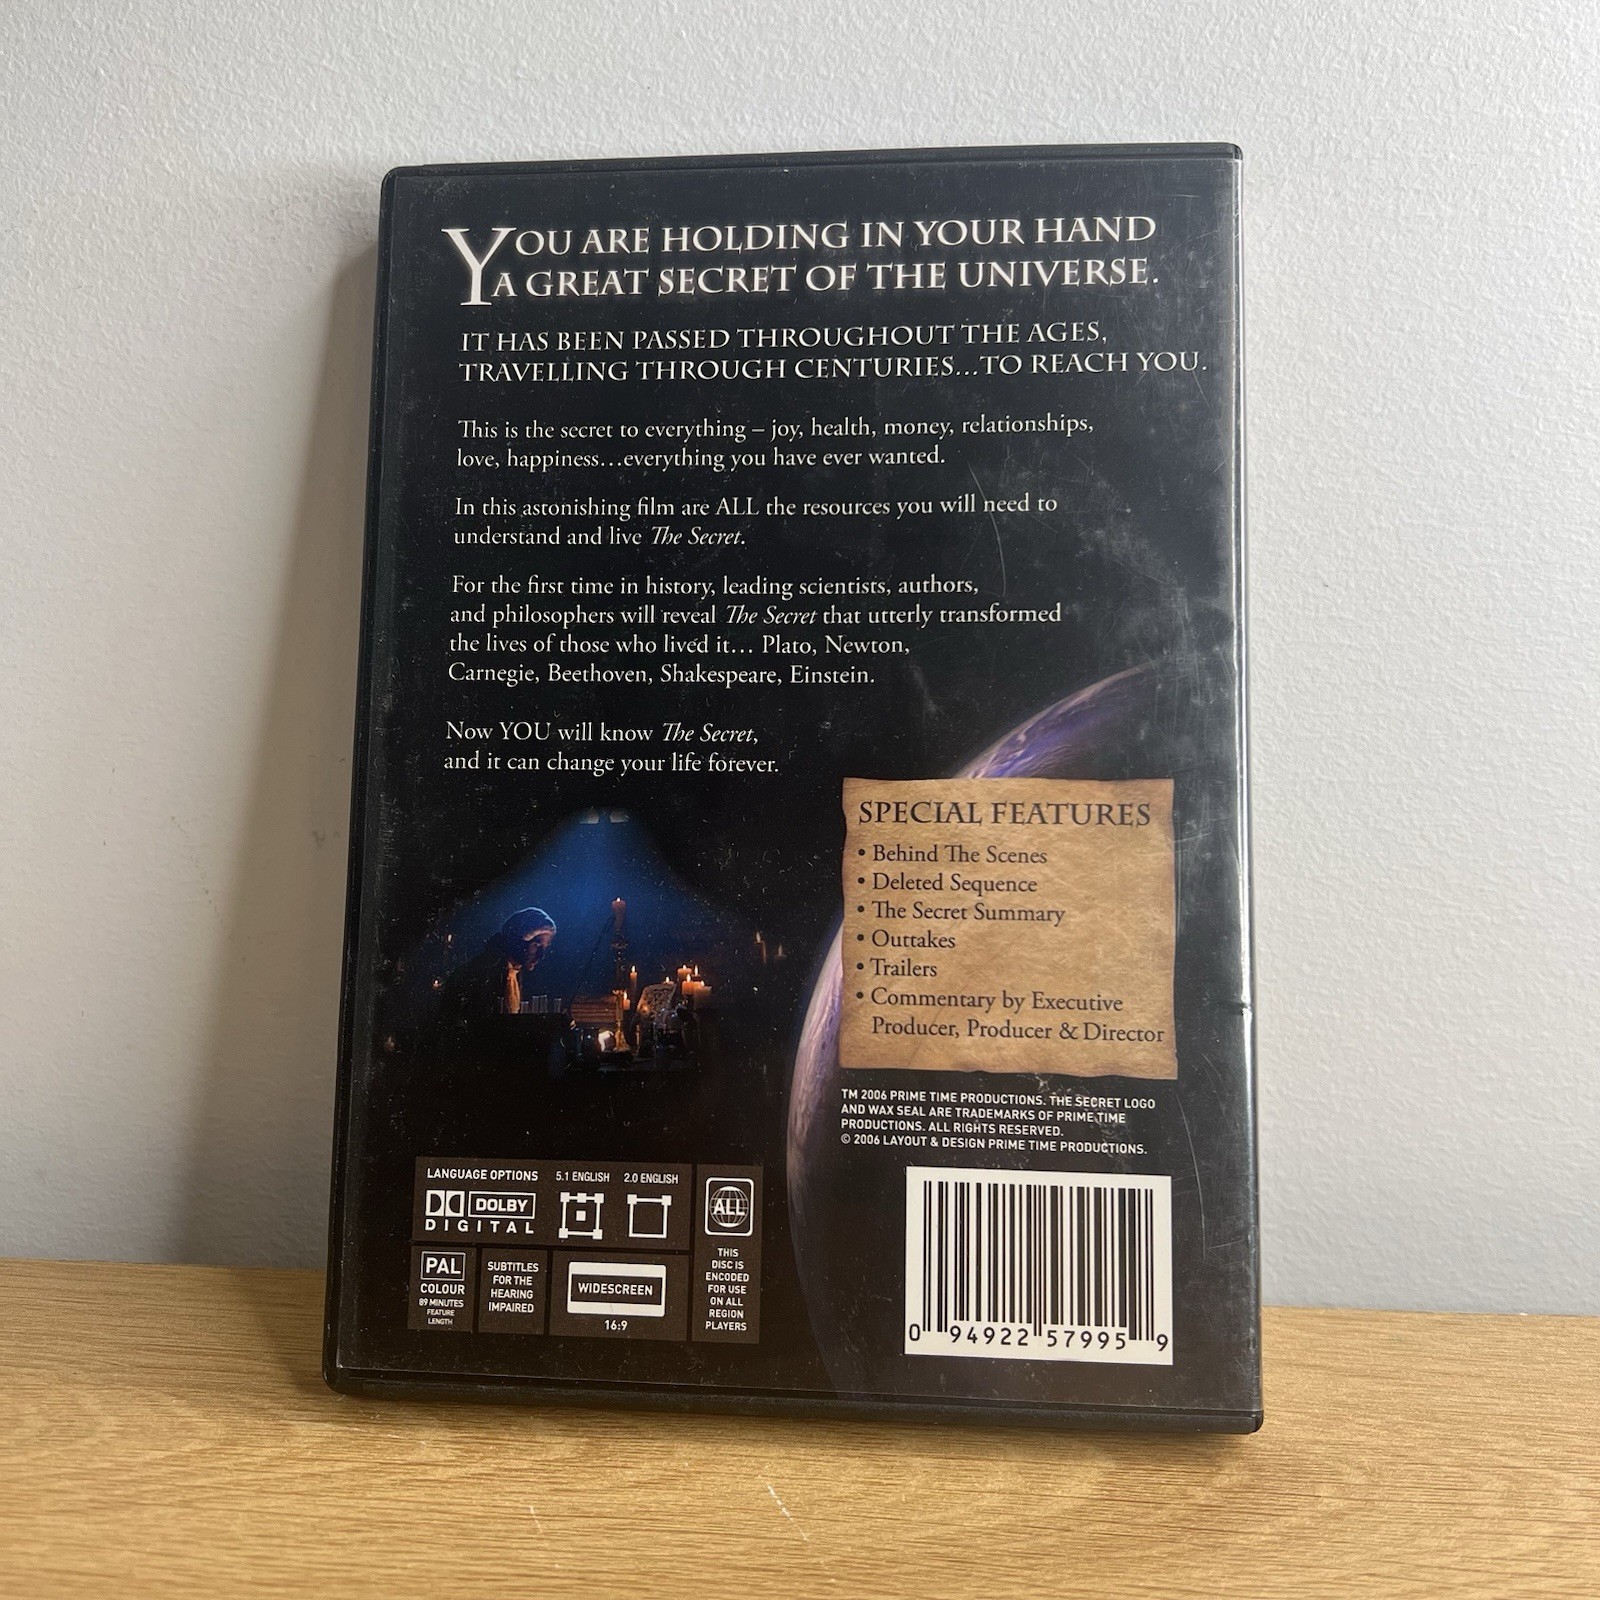 YOU ARE HOLDING IN YOUR HAND
A GREAT SECRET OF THE UNIVERSE.
IT HAS BEEN PASSED THROUGHOUT THE AGES,
TRAVELLING THROUGH CENTURIES...TO REACH YOU.
This is the secret to everything – joy, health, money, relationships,
love, happiness...everything you have ever wanted.
In this astonishing film are ALL the resources you will need to
understand and live The Secret.
For the first time in history, leading scientists, authors,
and philosophers will reveal The Secret that utterly transformed
the lives of those who lived it... Plato, Newton,
Carnegie, Beethoven, Shakespeare, Einstein.
Now YOU will know The Secret,
and it can change your life forever.
SPECIAL FEATURES
• Behind The Scenes
• Deleted Sequence
• The Secret Summary
• Outtakes
• Trailers
• Commentary by Executive
Producer, Producer & Director
TM 2006 PRIME TIME PRODUCTIONS. THE SECRET LOGO
AND WAX SEAL ARE TRADEMARKS OF PRIME TIME
PRODUCTIONS. ALL RIGHTS RESERVED.
© 2006 LAYOUT & DESIGN PRIME TIME PRODUCTIONS.
LANGUAGE OPTIONS
DOLBY
DIGITAL
5.1 ENGLISH
2.0 ENGLISH
ALL
THIS
DISC IS
ENCODED
FOR USE
ON ALL
REGION
PLAYERS
PAL
COLOUR
89 MINUTES
FEATURE
LENGTH
SUBTITLES
FOR THE
HEARING
IMPAIRED
WIDESCREEN
16:9
0 94922 57995 9